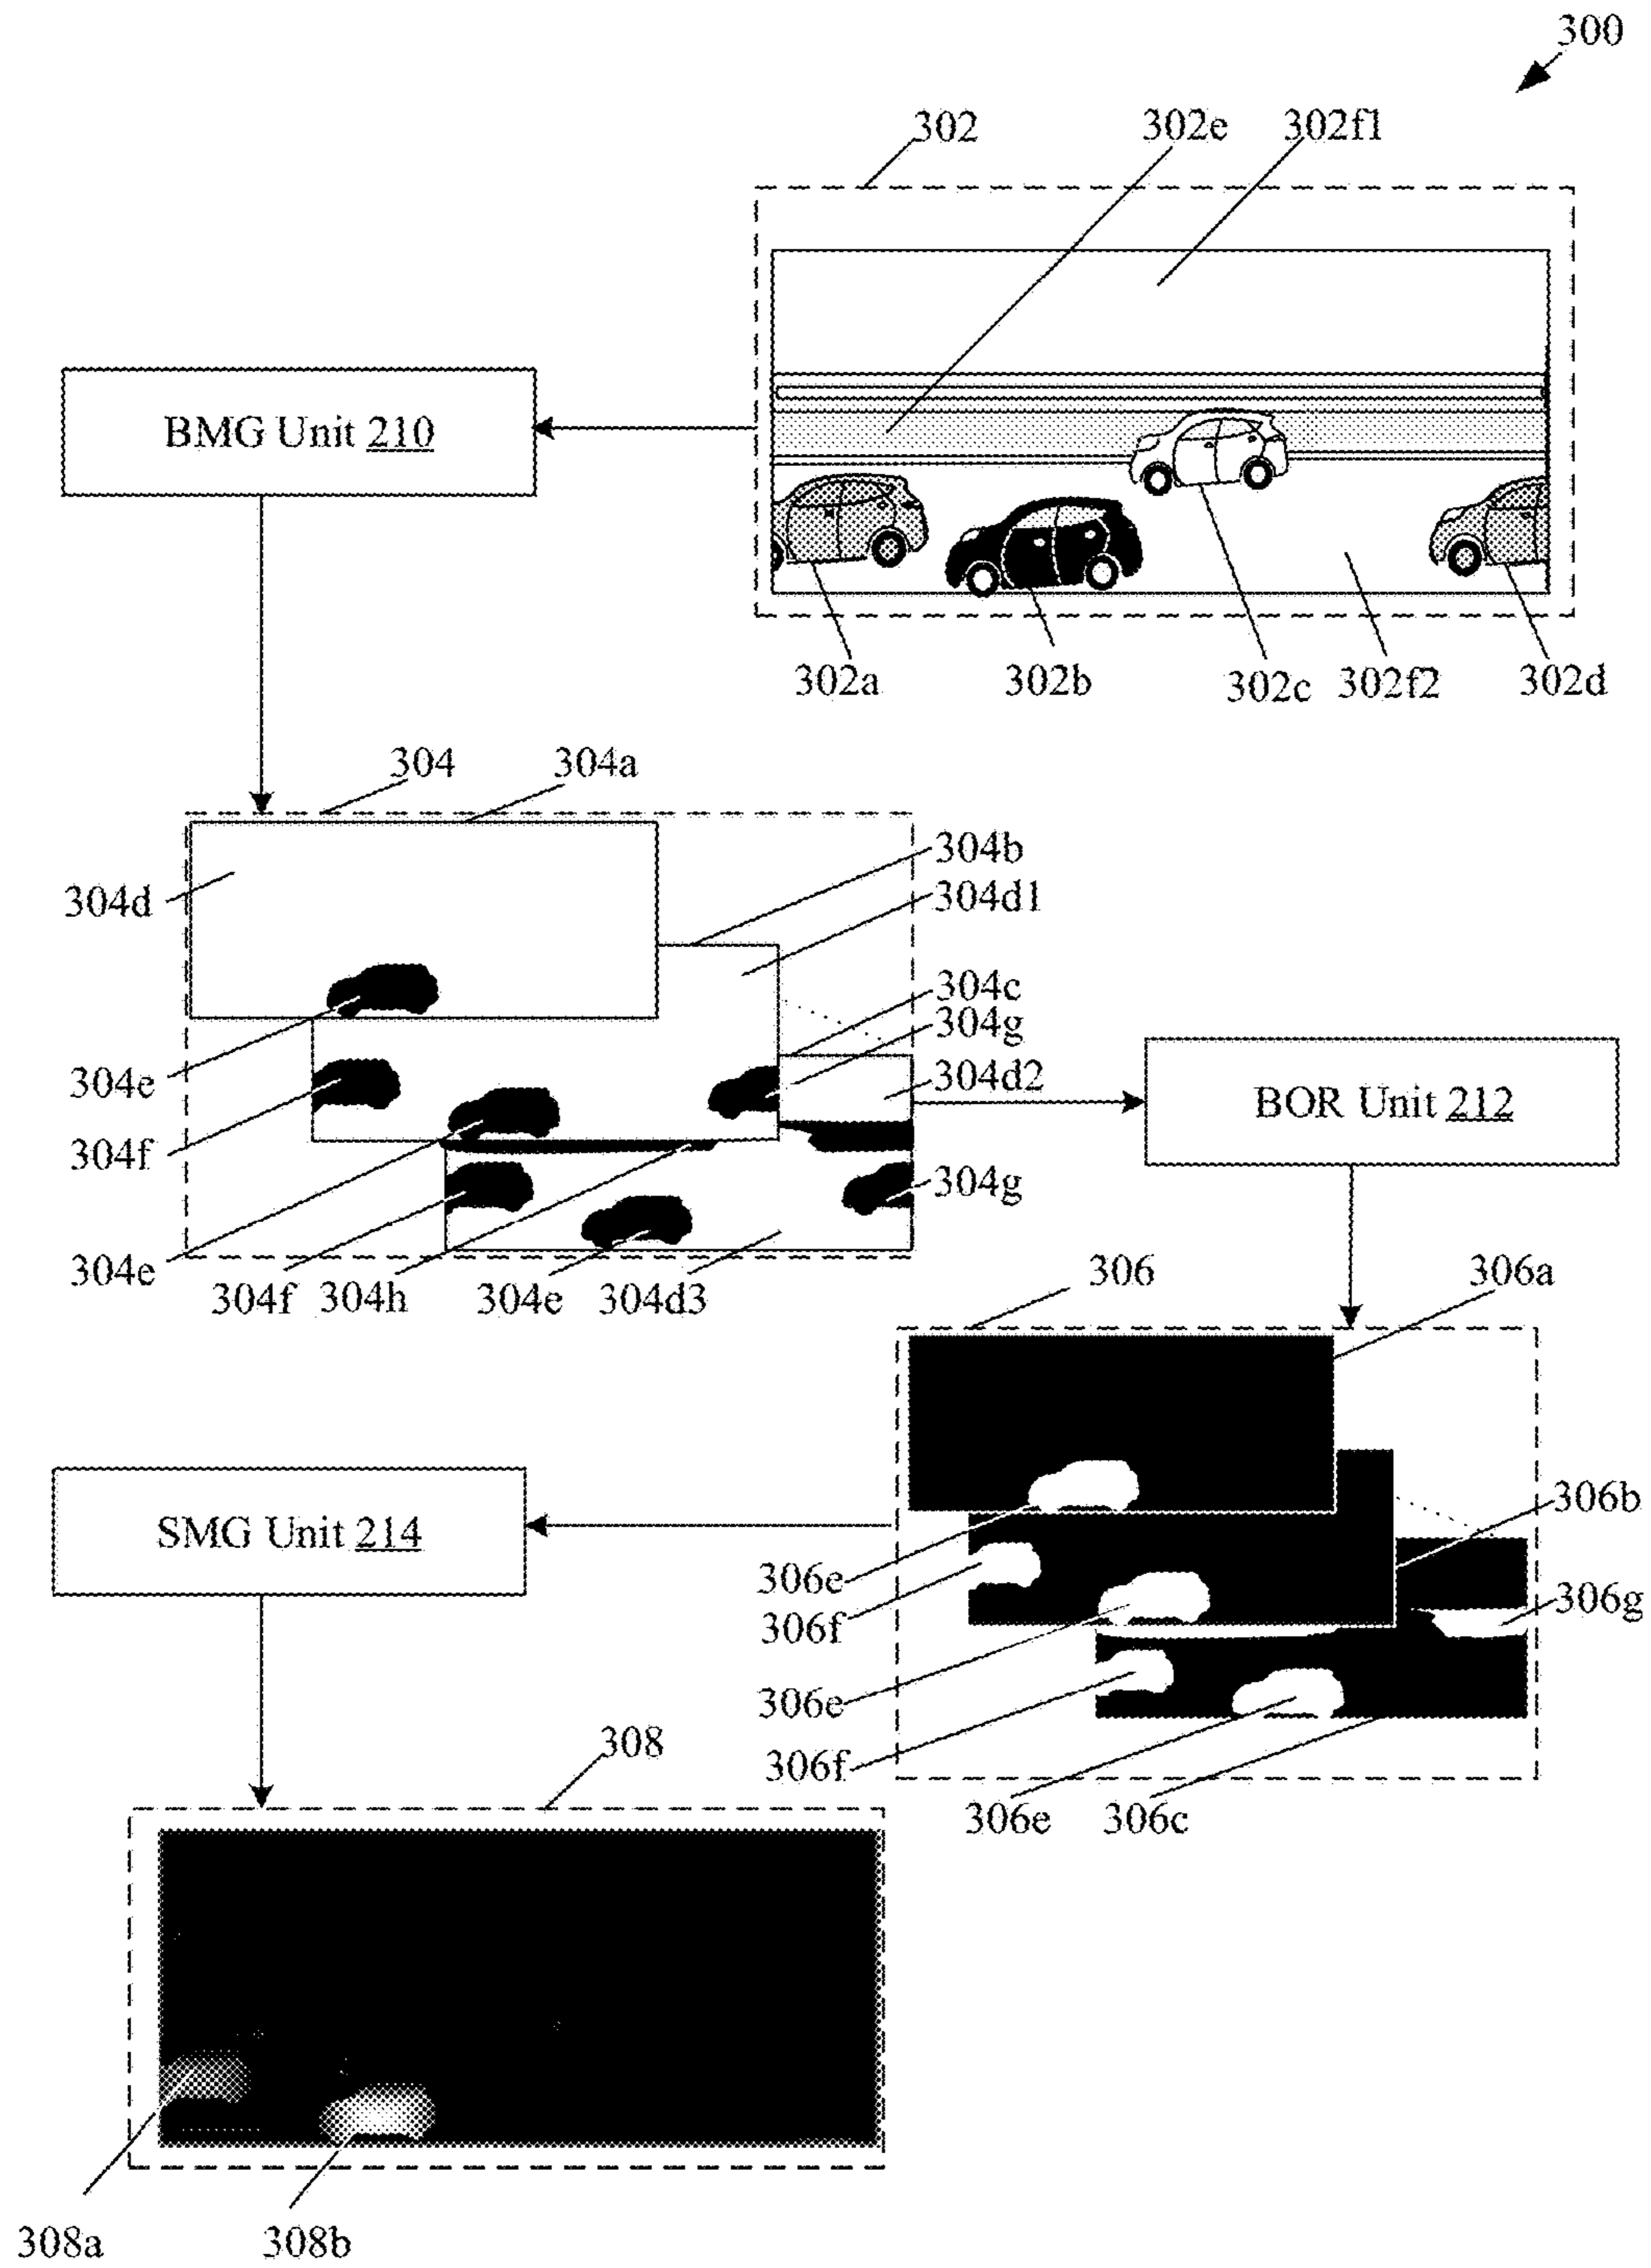 300
302 302e 302f1
BMG Unit 210
302a 302b 302c 302f2 302d
304 304a
304b
304d 304d1
304c
304g
304e 304d2
BOR Unit 212
304f
304g
304e
304f 304h 304e 304d3
306 306a
306b
SMG Unit 214
306e
306g
306f
306e
308
306f
306e 306c
308a 308b